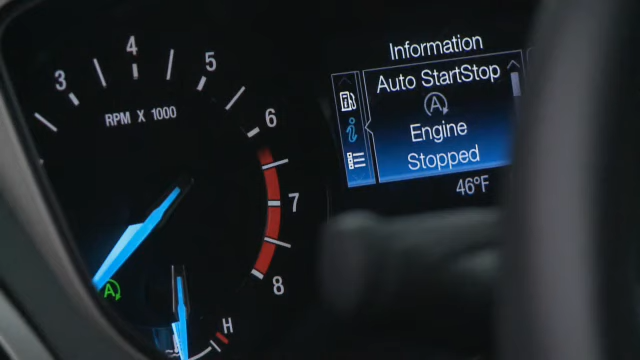 3
4
5
6
7
8
RPM X 1000
A
H
Information
Auto StartStop
A
Engine
Stopped
46°F